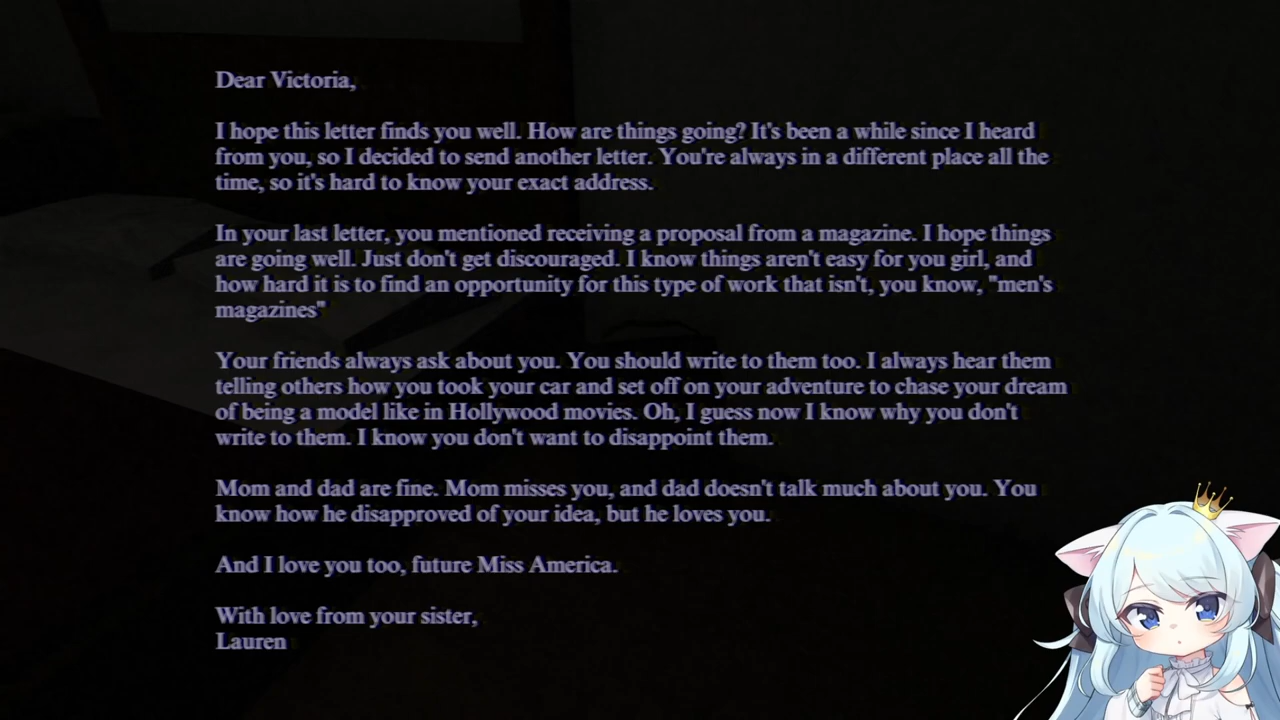 Dear Victoria,
I hope this letter finds you well. How are things going? It's been a while since I heard
from you, so I decided to send another letter. You're always in a different place all the
time, so it's hard to know your exact address.
In your last letter, you mentioned receiving a proposal from a magazine. I hope things
are going well. Just don't get discouraged. I know things aren't easy for you girl, and
how hard it is to find an opportunity for this type of work that isn't, you know, "men's
magazines"
Your friends always ask about you. You should write to them too. I always hear them
telling others how you took your car and set off on your adventure to chase your dream
of being a model like in Hollywood movies. Oh, I guess now I know why you don't
write to them. I know you don't want to disappoint them.
Mom and dad are fine. Mom misses you, and dad doesn't talk much about you. You
know how he disapproved of your idea, but he loves you.
And I love you too, future Miss America.
With love from your sister,
Lauren